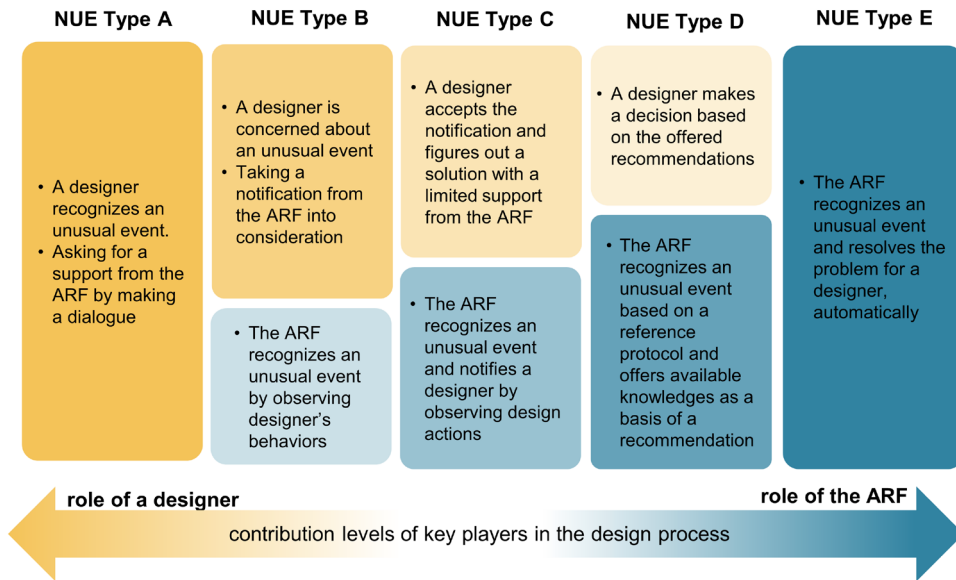 NUE Type A
NUE Type B
NUE Type C
NUE Type D
NUE Type E
• A designer
recognizes an
unusual event.
• Asking for a
support from the
ARF by making
a dialogue
• A designer is
concerned about
an unusual event
• Taking a
notification from
the ARF into
consideration
• The ARF
recognizes an
unusual event
by observing
designer’s
behaviors
• A designer
accepts the
notification and
figures out a
solution with a
limited support
from the ARF
• The ARF
recognizes an
unusual event
and notifies a
designer by
observing design
actions
• A designer makes
a decision based
on the offered
recommendations
• The ARF
recognizes an
unusual event
based on a
reference
protocol and
offers available
knowledges as a
basis of a
recommendation
• The ARF
recognizes an
unusual event
and resolves the
problem for a
designer,
automatically
role of a designer
role of the ARF
contribution levels of key players in the design process